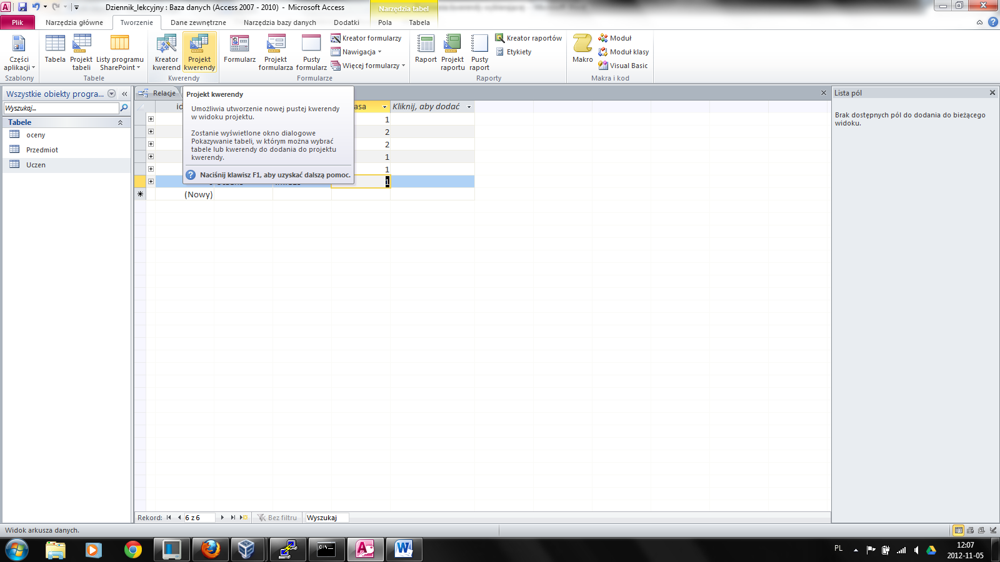 Dziennik_lekcyjny : Baza danych (Access 2007 - 2010)  -  Microsoft Access
Narzędzia tabel
Plik
Narzędzia główne
Tworzenie
Dane zewnętrzne
Narzędzia bazy danych
Dodatki
Pola
Tabela
Części aplikacji
Tabela
Projekt tabeli
Listy programu SharePoint
Kreator kwerend
Projekt kwerendy
Formularz
Projekt formularza
Pusty formularz
Kreator formularzy
Nawigacja
Więcej formularzy
Raport
Projekt raportu
Pusty raport
Kreator raportów
Etykiety
Makro
Moduł
Moduł klasy
Visual Basic
Szablony
Tabele
Kwerendy
Formularze
Raporty
Makra i kod
Wszystkie obiekty progra...
Wyszukaj...
Tabele
oceny
Przedmiot
Uczen
Relacje
Projekt kwerendy
Umożliwia utworzenie nowej pustej kwerendy
w widoku projektu.
Zostanie wyświetlone okno dialogowe
Pokazywanie tabeli, w którym można wybrać
tabele lub kwerendy do dodania do projektu
kwerendy.
Naciśnij klawisz F1, aby uzyskać dalszą pomoc.
id
asa
Kliknij, aby dodać
1
2
2
1
1
1
(Nowy)
Lista pól
Brak dostępnych pól do dodania do bieżącego
widoku.
Rekord:
6 z 6
Bez filtru
Wyszukaj
Widok arkusza danych.
C:\.
PL
12:07
2012-11-05